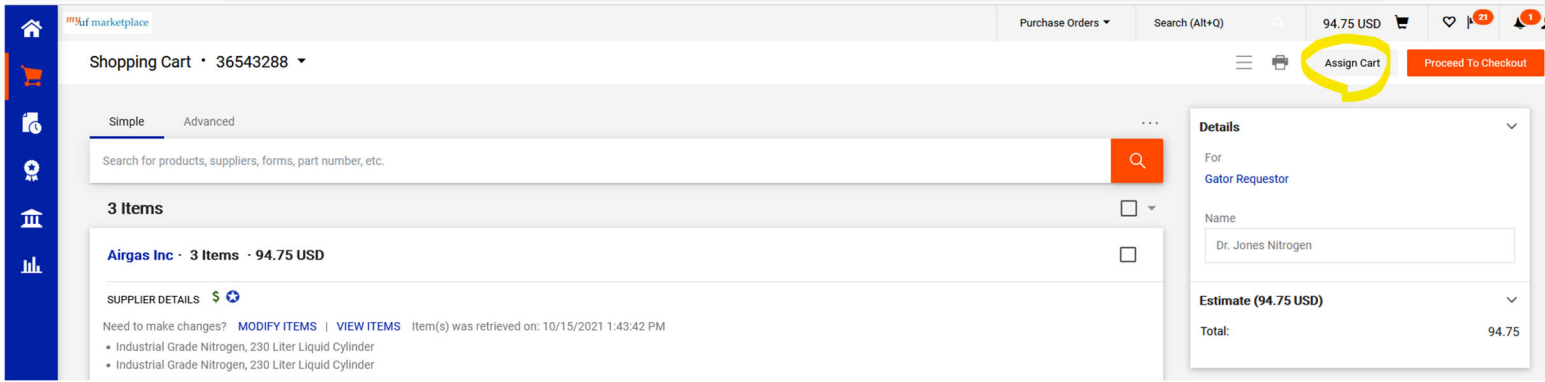 myuf marketplace
Purchase Orders
Search (Alt+Q)
94.75 USD
21
1
Shopping Cart • 36543288
Assign Cart
Proceed To Checkout
Simple
Advanced
...
Search for products, suppliers, forms, part number, etc.
3 Items
Airgas Inc · 3 Items · 94.75 USD
SUPPLIER DETAILS $
Need to make changes? MODIFY ITEMS | VIEW ITEMS Item(s) was retrieved on: 10/15/2021 1:43:42 PM
• Industrial Grade Nitrogen, 230 Liter Liquid Cylinder
• Industrial Grade Nitrogen, 230 Liter Liquid Cylinder
Details
For
Gator Requestor
Name
Dr. Jones Nitrogen
Estimate (94.75 USD)
Total: 94.75